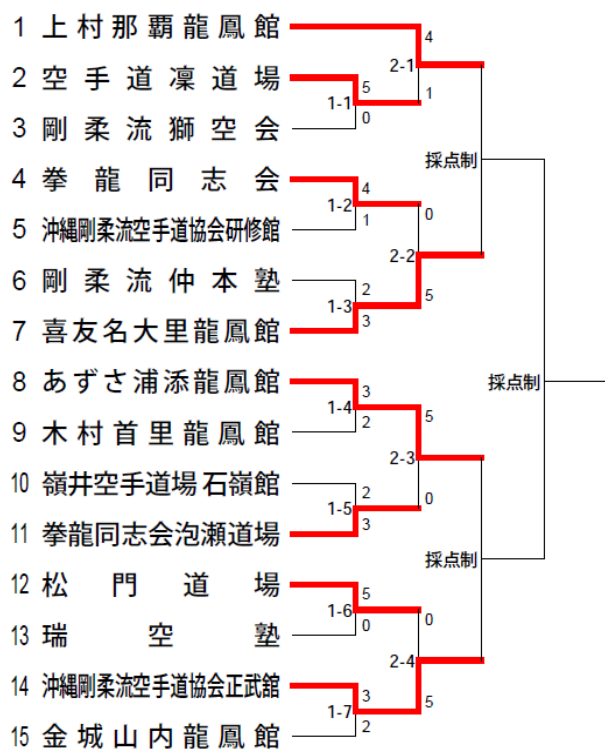 1 上村那覇龍鳳館
2 空手道凜道場
3 剛柔流獅空会
4 拳龍同志会
5 沖縄剛柔流空手道協会研修館
6 剛柔流仲本塾
7 喜友名大里龍鳳館
8 あずさ浦添龍鳳館
9 木村首里龍鳳館
10 嶺井空手道場 石嶺館
11 拳龍同志会泡瀬道場
12 松門道場
13 瑞空塾
14 沖縄剛柔流空手道協会正武舘
15 金城山内龍鳳館
1-1
5
0
1-2
4
1
1-3
2
3
1-4
3
2
1-5
2
3
1-6
5
0
1-7
3
2
2-1
4
1
2-2
0
5
2-3
5
0
2-4
0
5
採点制
採点制
採点制